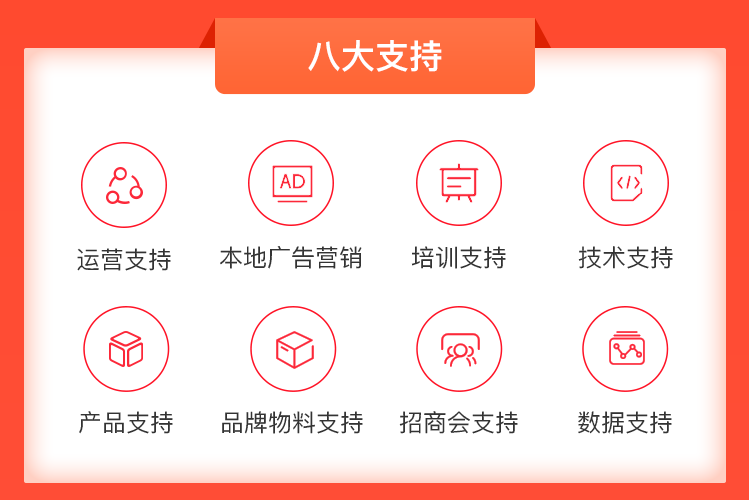 八大支持
AD
</>
运营支持
本地广告营销
培训支持
技术支持
产品支持
品牌物料支持
招商会支持
数据支持